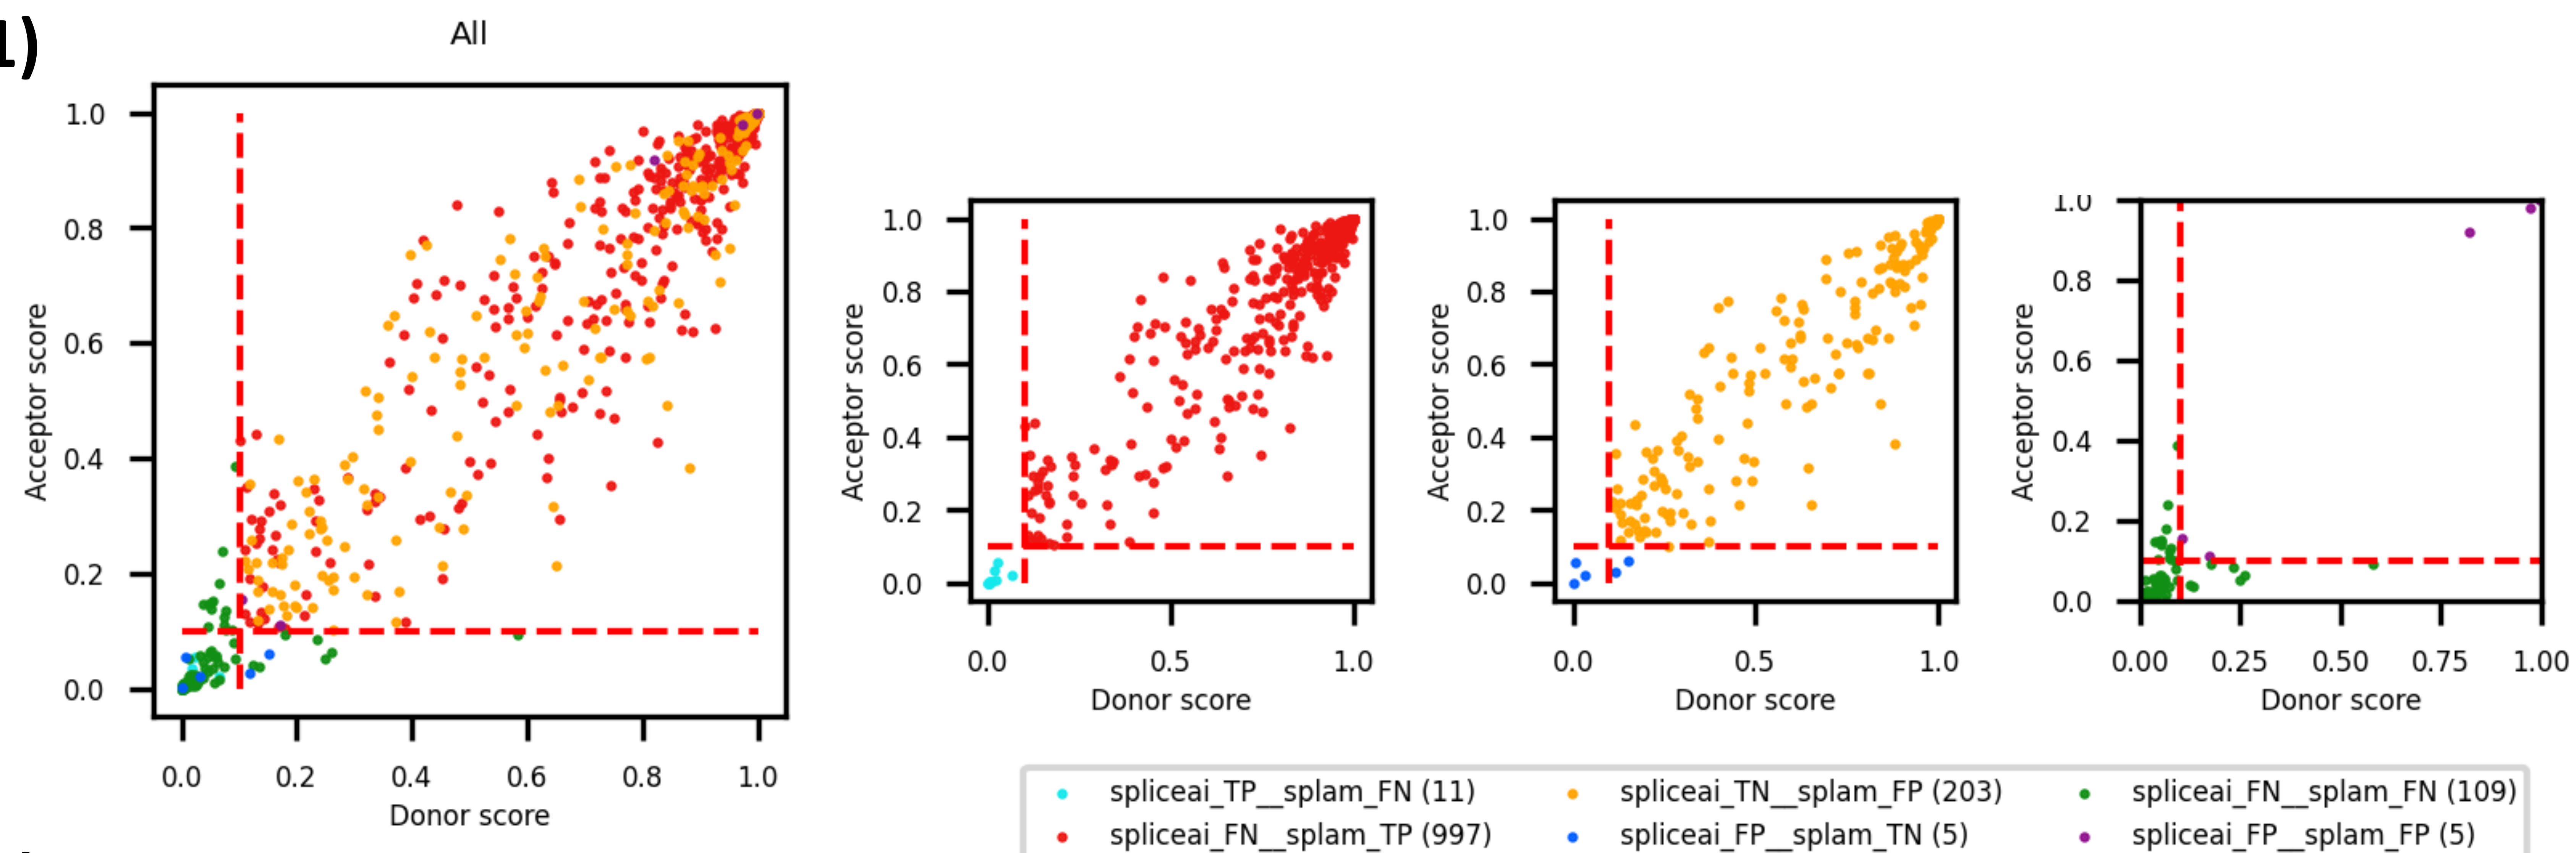 1)
All
1.0
0.8
0.6
0.4
0.2
0.0
Acceptor score
0.0 0.2 0.4 0.6 0.8 1.0
Donor score
1.0
0.8
0.6
0.4
0.2
0.0
Acceptor score
0.0 0.5 1.0
Donor score
1.0
0.8
0.6
0.4
0.2
0.0
Acceptor score
0.0 0.5 1.0
Donor score
1.0
0.8
0.6
0.4
0.2
0.0
Acceptor score
0.00 0.25 0.50 0.75 1.00
Donor score
spliceai_TP__splam_FN (11) spliceai_TN__splam_FP (203) spliceai_FN__splam_FN (109)
spliceai_FN__splam_TP (997) spliceai_FP__splam_TN (5) spliceai_FP__splam_FP (5)